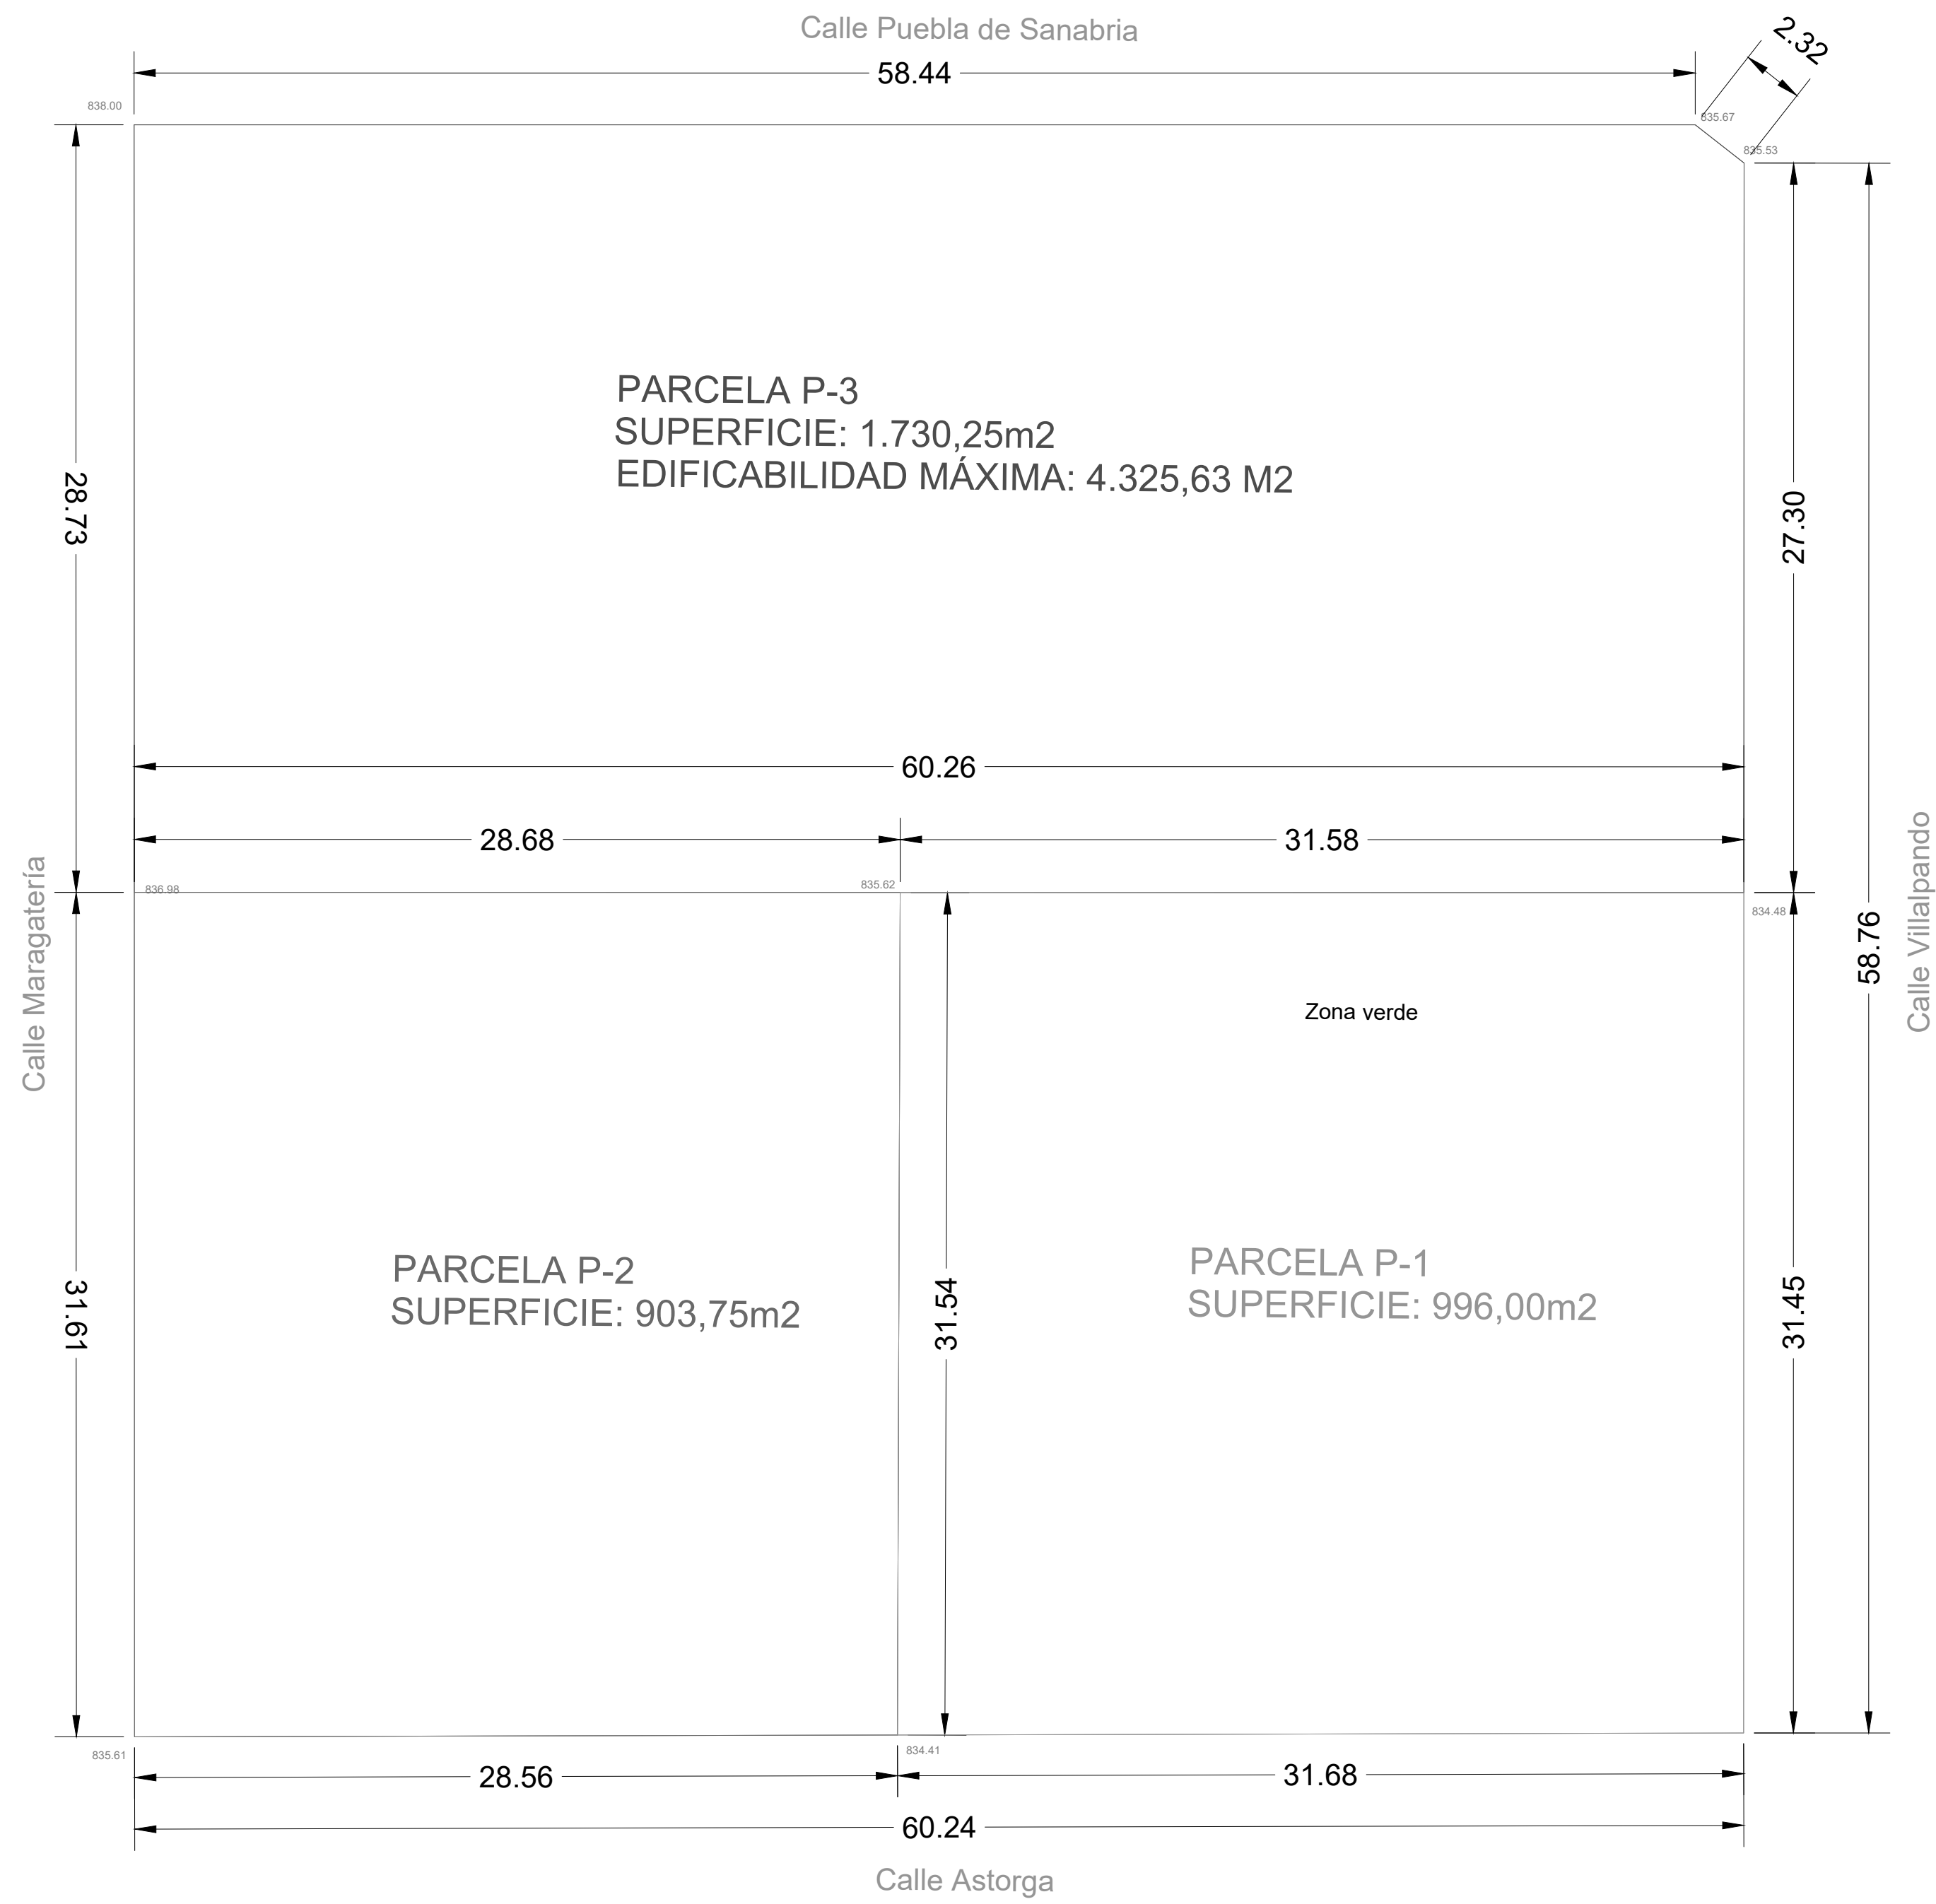 Calle Puebla de Sanabria
58.44
2.32
838.00
835.67
835.53
PARCELA P-3
SUPERFICIE: 1.730,25m2
EDIFICABILIDAD MÁXIMA: 4.325,63 M2
28.73
27.30
60.26
28.68
31.58
836.98
835.62
834.48
Calle Maragatería
58.76
Calle Villalpando
Zona verde
PARCELA P-2
SUPERFICIE: 903,75m2
PARCELA P-1
SUPERFICIE: 996,00m2
31.61
31.54
31.45
835.61
834.41
28.56
31.68
60.24
Calle Astorga